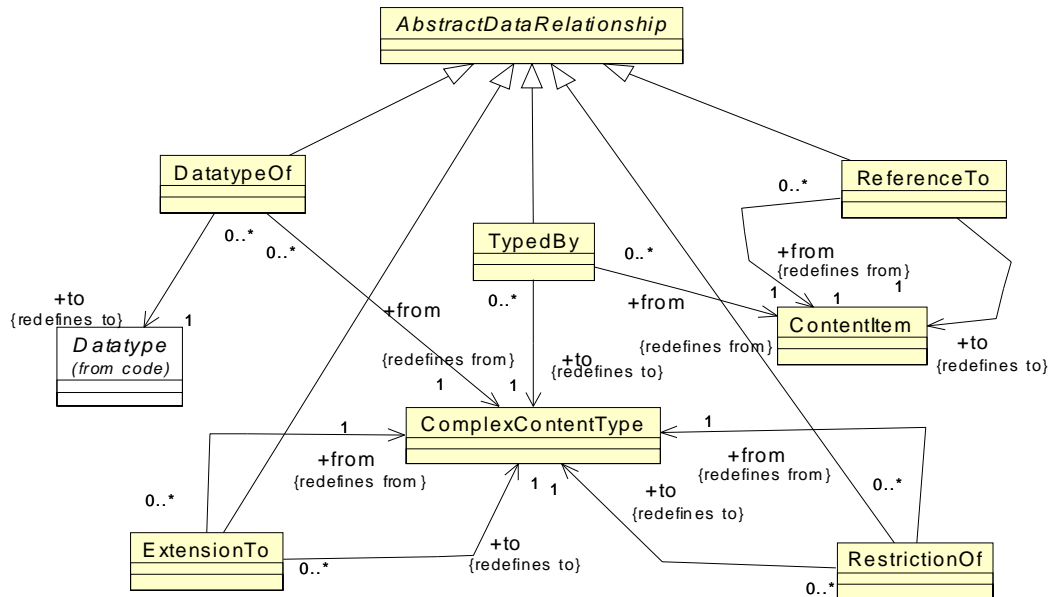 AbstractDataRelationship
DatatypeOf
ReferenceTo
0..*
TypedBy
0..*
0..*
0..*
+from
{redefines from}
0..*
+to
{redefines to}
1
+from
1
1
1
+from
ContentItem
Datatype
(from code)
0..*
{redefines from}
1
+to
{redefines to}
1
{redefines from}
+to
{redefines to}
ComplexContentType
1
1
+from
{redefines from}
+from
{redefines from}
0..*
1
1
+to
{redefines to}
0..*
ExtensionTo
0..*
+to
{redefines to}
RestrictionOf
0..*